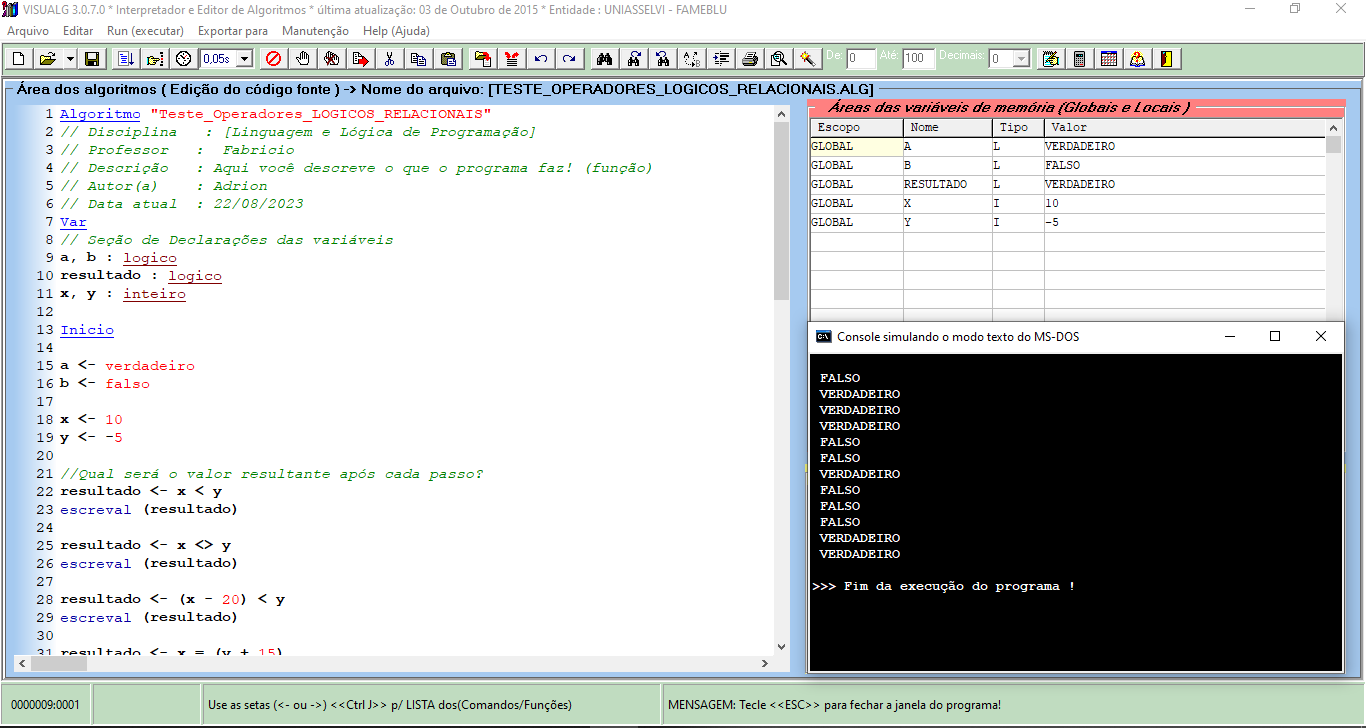 VISUALG 3.0.7.0 * Interpretador e Editor de Algoritmos * última atualização: 03 de Outubro de 2015 * Entidade : UNIASSELVI - FAMEBLU
Arquivo Editar Run (executar) Exportar para Manutenção Help (Ajuda)
0,05s De: 0 Até: 100 Decimais: 0
Área dos algoritmos ( Edição do código fonte ) -> Nome do arquivo: [TESTE_OPERADORES_LOGICOS_RELACIONAIS.ALG]
1 Algoritmo "Teste_Operadores_LOGICOS_RELACIONAIS"
2 // Disciplina : [Linguagem e Lógica de Programação]
3 // Professor : Fabricio
4 // Descrição : Aqui você descreve o que o programa faz! (função)
5 // Autor(a) : Adrion
6 // Data atual : 22/08/2023
7 Var
8 // Seção de Declarações das variáveis
9 a, b : logico
10 resultado : logico
11 x, y : inteiro
12
13 Inicio
14
15 a <- verdadeiro
16 b <- falso
17
18 x <- 10
19 y <- -5
20
21 //Qual será o valor resultante após cada passo?
22 resultado <- x < y
23 escreval (resultado)
24
25 resultado <- x <> y
26 escreval (resultado)
27
28 resultado <- (x - 20) < y
29 escreval (resultado)
30
31 resultado <- x = (y + 15)
Áreas das variáveis de memória (Globais e Locais )
Escopo Nome Tipo Valor
GLOBAL A L VERDADEIRO
GLOBAL B L FALSO
GLOBAL RESULTADO L VERDADEIRO
GLOBAL X I 10
GLOBAL Y I -5
C:\ Console simulando o modo texto do MS-DOS
FALSO
VERDADEIRO
VERDADEIRO
VERDADEIRO
FALSO
FALSO
VERDADEIRO
FALSO
FALSO
FALSO
VERDADEIRO
VERDADEIRO
>>> Fim da execução do programa !
0000009:0001 Use as setas (<- ou ->) <<Ctrl J>> p/ LISTA dos(Comandos/Funções) MENSAGEM: Tecle <<ESC>> para fechar a janela do programa!